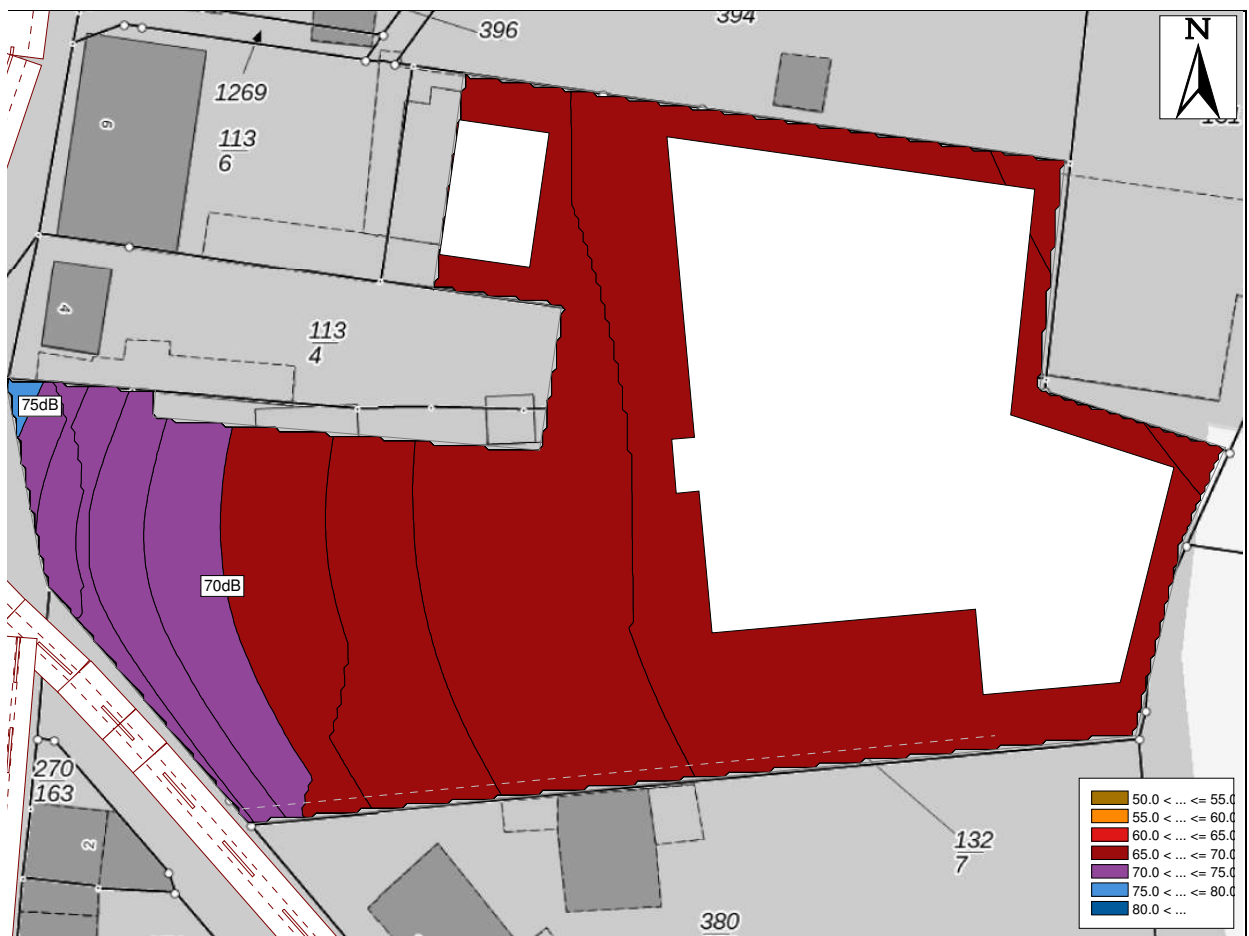 394
396
N
1269
6
113
6
4
113
4
75dB
70dB
270
163
2
132
7
380
50.0 < ... <= 55.0
55.0 < ... <= 60.0
60.0 < ... <= 65.0
65.0 < ... <= 70.0
70.0 < ... <= 75.0
75.0 < ... <= 80.0
80.0 < ...